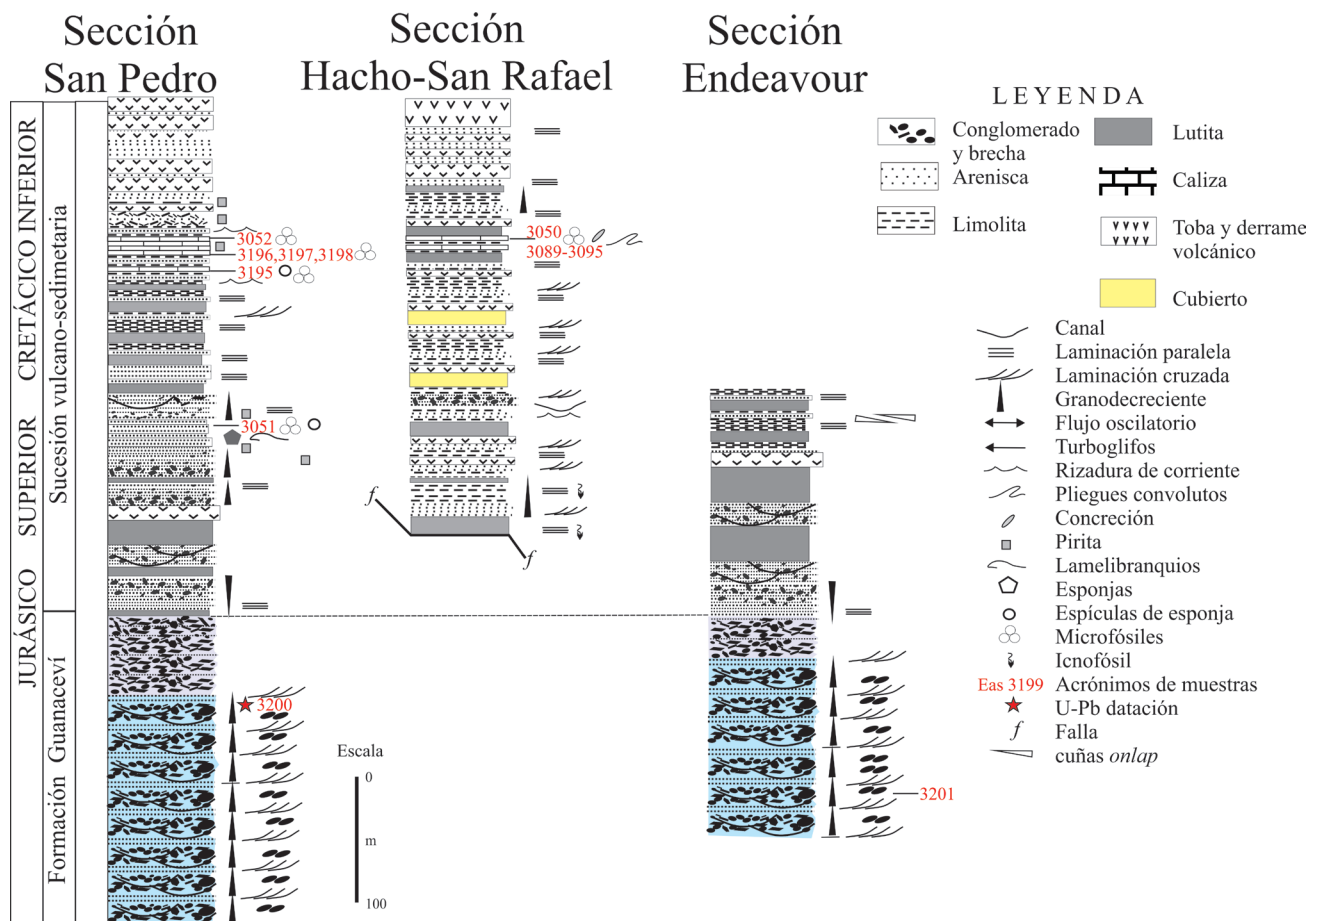 Sección
San Pedro
Sección
Hacho-San Rafael
Sección
Endeavour
JURÁSICO SUPERIOR CRETÁCICO INFERIOR
Formación Guanaceví
Sucesión vulcano-sedimetaria
3052
3196,3197,3198
3195
3051
3200
3050
3089-3095
f
f
3201
Escala
0
m
100
LEYENDA
Conglomerado
y brecha
Arenisca
Limolita
Lutita
Caliza
Toba y derrame
volcánico
Cubierto
Canal
Laminación paralela
Laminación cruzada
Granodecreciente
Flujo oscilatorio
Turboglifos
Rizadura de corriente
Pliegues convolutos
Concreción
Pirita
Lamelibranquios
Esponjas
Espículas de esponja
Microfósiles
Icnofósil
Eas 3199 Acrónimos de muestras
U-Pb datación
f Falla
cuñas onlap